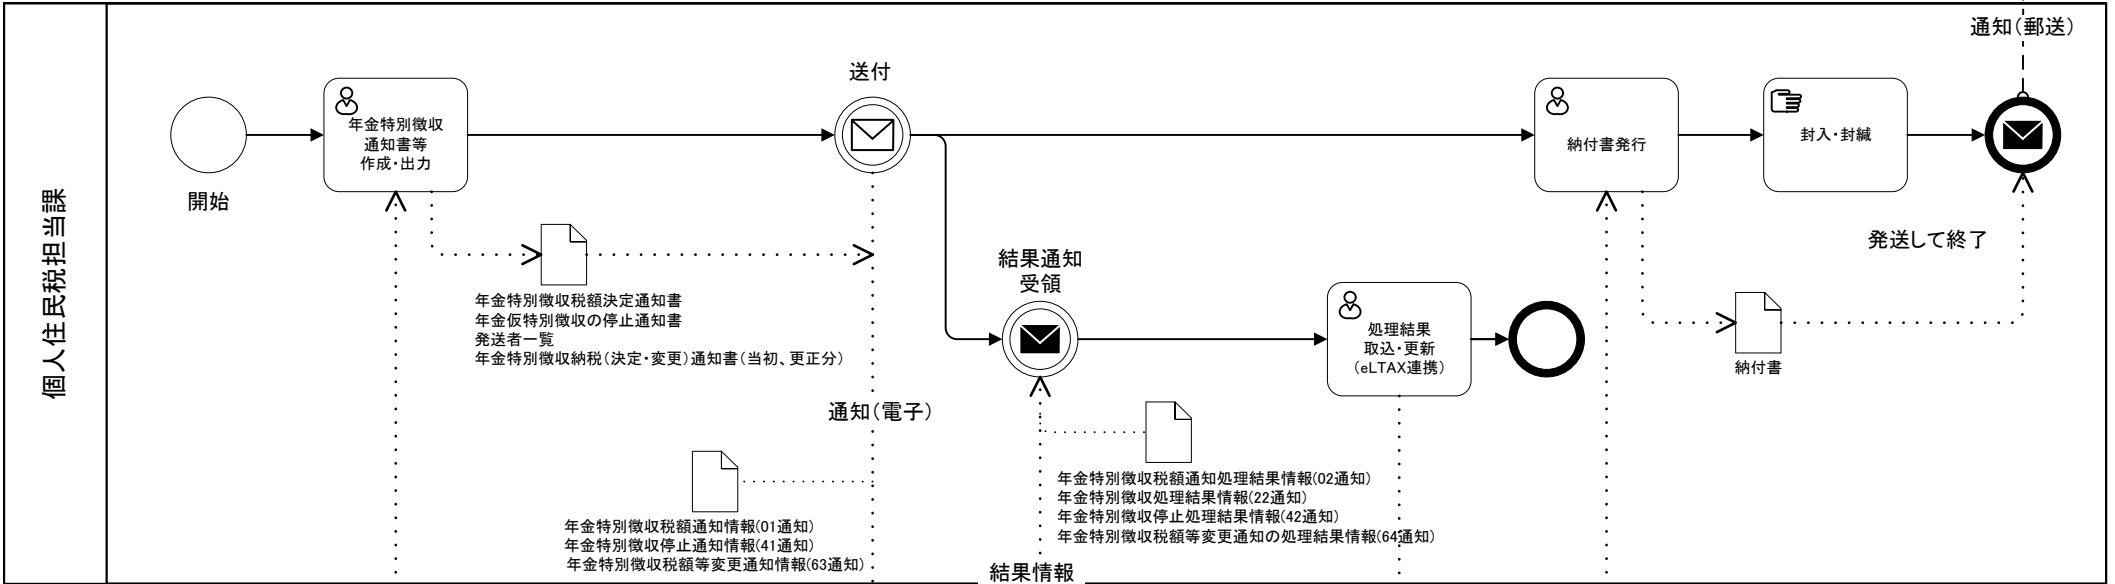 個人住民税担当課
開始
年金特別徴収
通知書等
作成・出力
送付
納付書発行
封入・封緘
通知(郵送)
発送して終了
年金特別徴収税額決定通知書
年金仮特別徴収の停止通知書
発送者一覧
年金特別徴収納税(決定・変更)通知書(当初、更正分)
結果通知
受領
処理結果
取込・更新
(eLTAX連携)
納付書
通知(電子)
年金特別徴収税額通知情報(01通知)
年金特別徴収停止通知情報(41通知)
年金特別徴収税額等変更通知情報(63通知)
年金特別徴収税額通知処理結果情報(02通知)
年金特別徴収処理結果情報(22通知)
年金特別徴収停止処理結果情報(42通知)
年金特別徴収税額等変更通知の処理結果情報(64通知)
結果情報